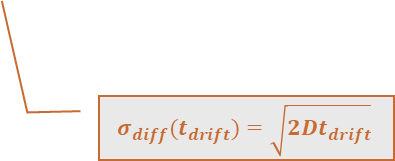 σ_diff(t_drift) = √(2Dt_drift)